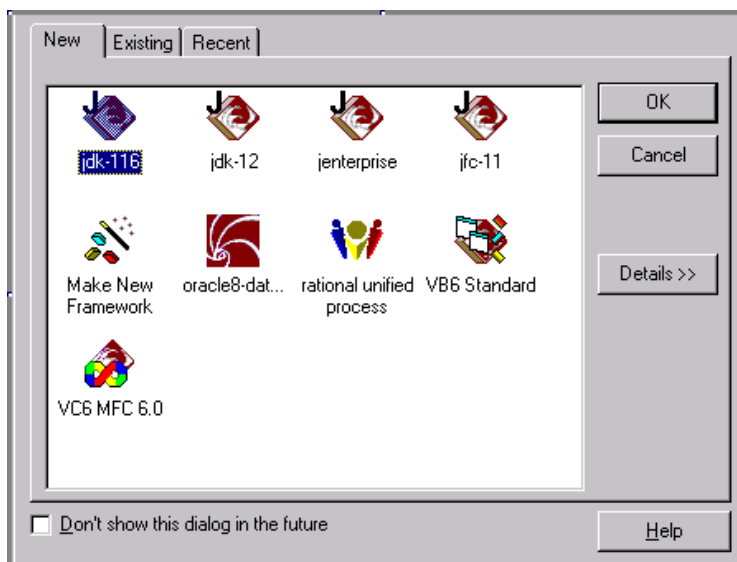 New Existing Recent
OK
Cancel
jdk-116 jdk-12 jenterprise jfc-11
Details >>
Make New Framework
oracle8-dat...
rational unified process
VB6 Standard
VC6 MFC 6.0
Don't show this dialog in the future
Help